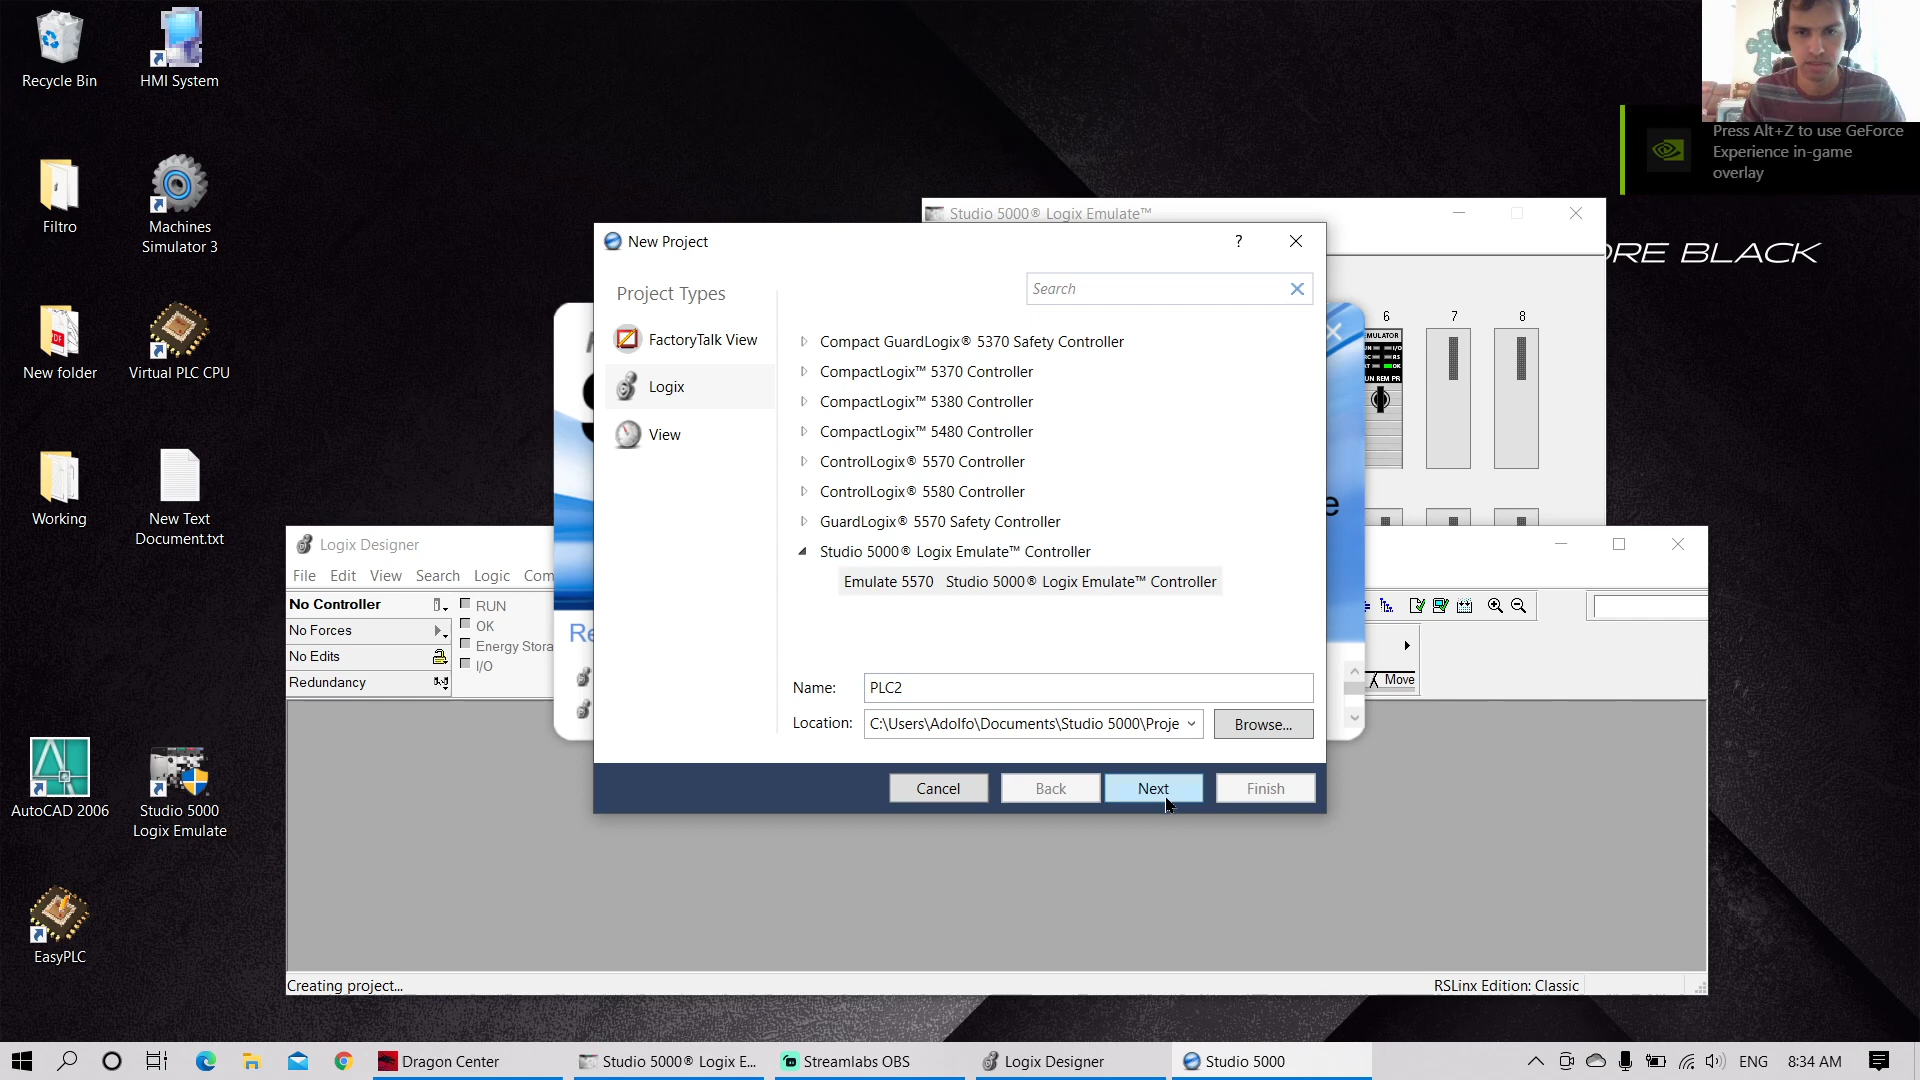 Recycle Bin
HMI System
Filtro
Machines
Simulator 3
New folder
Virtual PLC CPU
Working
New Text
Document.txt
AutoCAD 2006
Studio 5000
Logix Emulate
EasyPLC
Press Alt+Z to use GeForce
Experience in-game
overlay
Studio 5000® Logix Emulate™
ORE BLACK
6
7
8
EMULATOR
RUN REM PR
New Project
?
Project Types
Search
FactoryTalk View
Logix
View
Compact GuardLogix® 5370 Safety Controller
CompactLogix™ 5370 Controller
CompactLogix™ 5380 Controller
CompactLogix™ 5480 Controller
ControlLogix® 5570 Controller
ControlLogix® 5580 Controller
GuardLogix® 5570 Safety Controller
Studio 5000® Logix Emulate™ Controller
Emulate 5570 Studio 5000® Logix Emulate™ Controller
Name: PLC2
Location: C:\Users\Adolfo\Documents\Studio 5000\Proje
Browse...
Cancel
Back
Next
Finish
Re
e
Logix Designer
File Edit View Search Logic Com
No Controller
No Forces
No Edits
Redundancy
RUN
OK
Energy Stora
I/O
Move
Creating project...
RSLinx Edition: Classic
Dragon Center
Studio 5000® Logix E...
Streamlabs OBS
Logix Designer
Studio 5000
ENG
8:34 AM